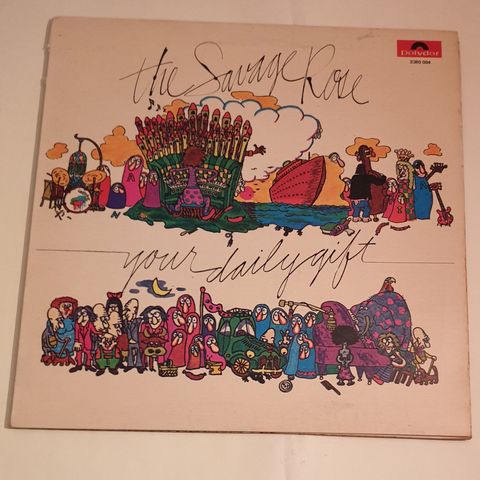 the Savage Rose
Polydor
2380 004
your daily gift